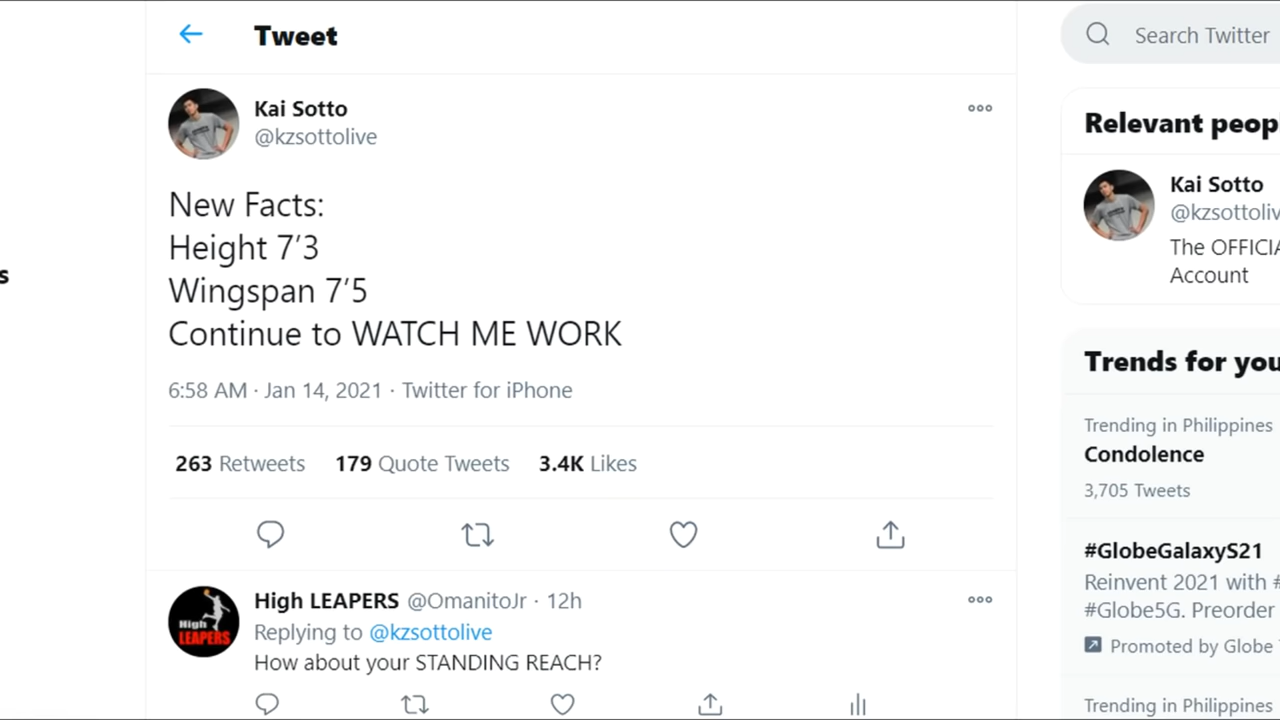 Tweet
Kai Sotto
@kzsottolive
New Facts:
Height 7’3
Wingspan 7’5
Continue to WATCH ME WORK
6:58 AM · Jan 14, 2021 · Twitter for iPhone
263 Retweets 179 Quote Tweets 3.4K Likes
High LEAPERS @OmanitoJr · 12h
Replying to @kzsottolive
How about your STANDING REACH?
High
LEAPERS
s
Search Twitter
Relevant peop
Kai Sotto
@kzsottoliv
The OFFICIA
Account
Trends for you
Trending in Philippines
Condolence
3,705 Tweets
#GlobeGalaxyS21
Reinvent 2021 with #
#Globe5G. Preorder
Promoted by Globe
Trending in Philippines